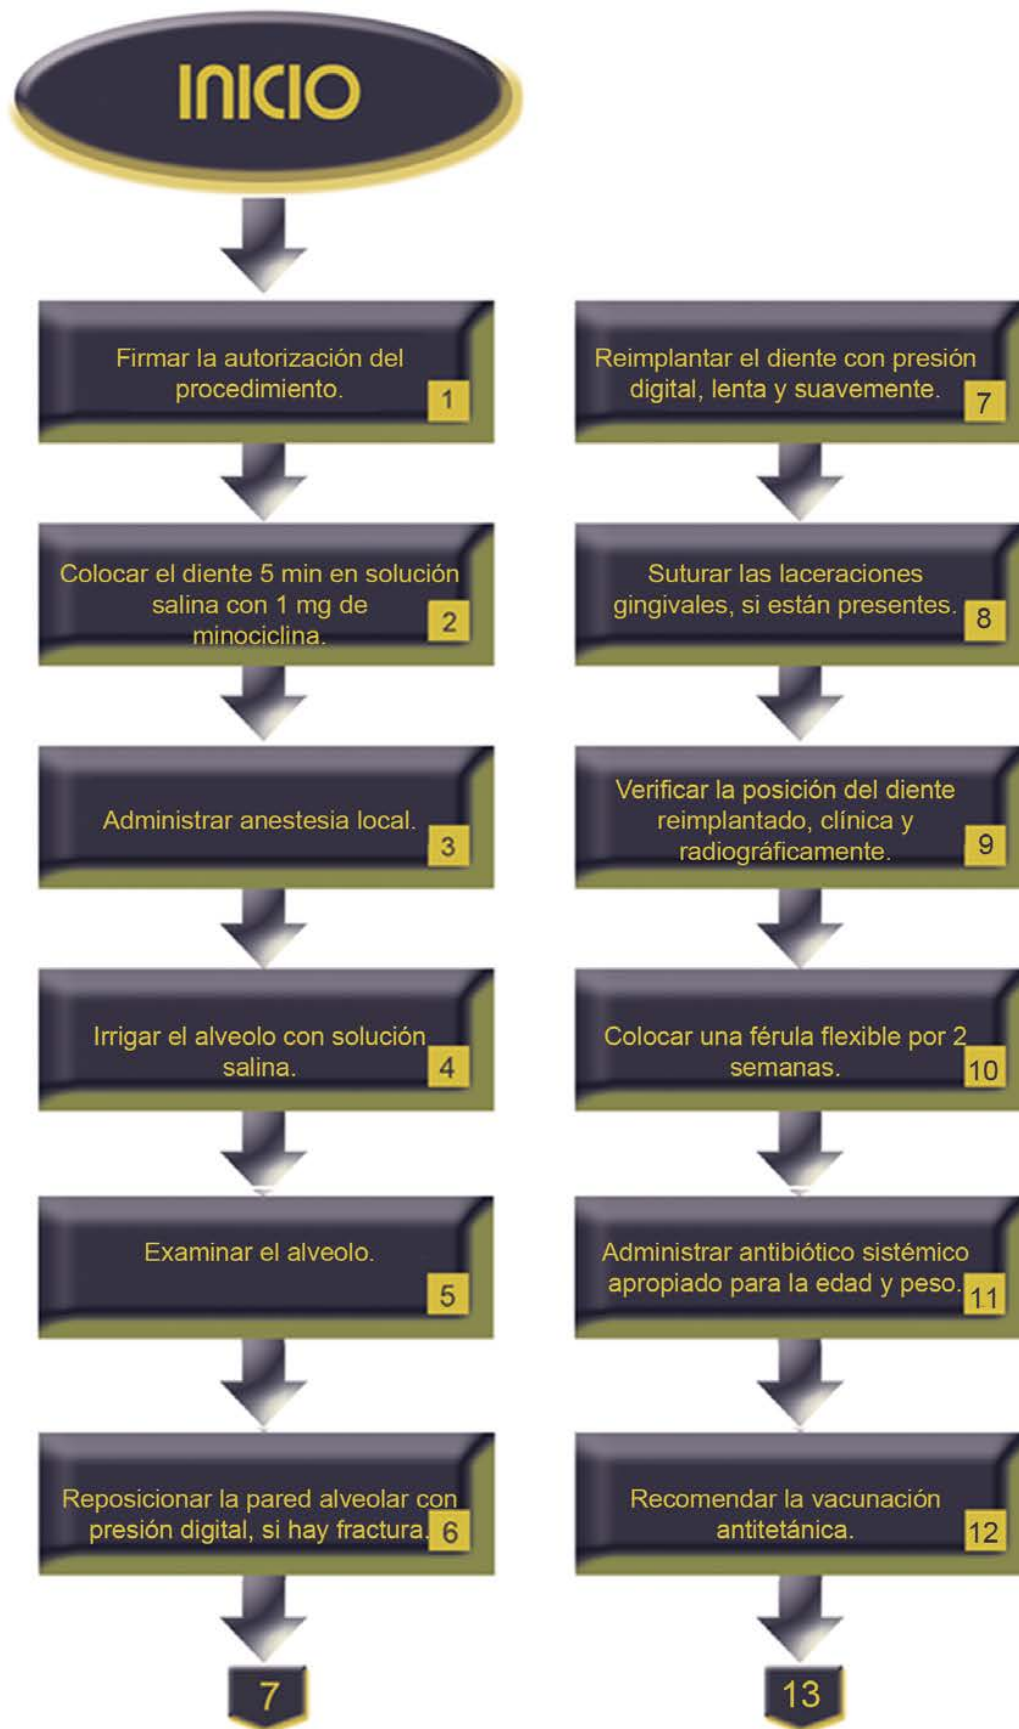 INICIO
Firmar la autorización del
procedimiento.
1
Colocar el diente 5 min en solución
salina con 1 mg de
minociclina.
2
Administrar anestesia local.
3
Irrigar el alveolo con solución
salina.
4
Examinar el alveolo.
5
Reposicionar la pared alveolar con
presión digital, si hay fractura.
6
7
Reimplantar el diente con presión
digital, lenta y suavemente.
7
Suturar las laceraciones
gingivales, si están presentes.
8
Verificar la posición del diente
reimplantado, clínica y
radiográficamente.
9
Colocar una férula flexible por 2
semanas.
10
Administrar antibiótico sistémico
apropiado para la edad y peso.
11
Recomendar la vacunación
antitetánica.
12
13